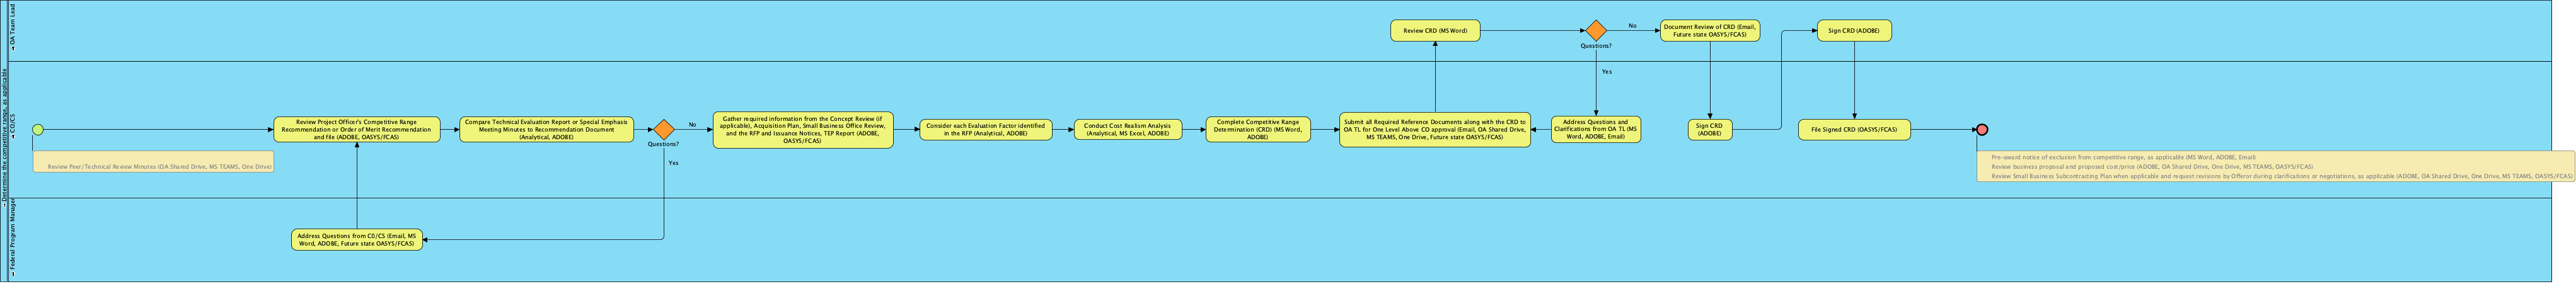 Determine the competitive range, as applicable
OA Team Lead
Review CRD (MS Word)
Questions?
No
Yes
Document Review of CRD (Email,
Future state OASYS/FCAS)
Sign CRD (ADOBE)
CO/CS
Review Peer/Technical Review Minutes (OA Shared Drive, MS TEAMS, One Drive)
Review Project Officer's Competitive Range
Recommendation or Order of Merit Recommendation
and file (ADOBE, OASYS/FCAS)
Compare Technical Evaluation Report or Special Emphasis
Meeting Minutes to Recommendation Document
(Analytical, ADOBE)
Questions?
No
Yes
Gather required information from the Concept Review (if
applicable), Acquisition Plan, Small Business Office Review,
and the RFP and Issuance Notices, TEP Report (ADOBE,
OASYS/FCAS)
Consider each Evaluation Factor identified
in the RFP (Analytical, ADOBE)
Conduct Cost Realism Analysis
(Analytical, MS Excel, ADOBE)
Complete Competitive Range
Determination (CRD) (MS Word,
ADOBE)
Submit all Required Reference Documents along with the CRD to
OA TL for One Level Above CO approval (Email, OA Shared Drive,
MS TEAMS, One Drive, Future state OASYS/FCAS)
Address Questions and
Clarifications from OA TL (MS
Word, ADOBE, Email)
Sign CRD
(ADOBE)
File Signed CRD (OASYS/FCAS)
Pre-award notice of exclusion from competitive range, as applicable (MS Word, ADOBE, Email)
Review business proposal and proposed cost/price (ADOBE, OA Shared Drive, One Drive, MS TEAMS, OASYS/FCAS)
Review Small Business Subcontracting Plan when applicable and request revisions by Offeror during clarifications or negotiations, as applicable (ADOBE, OA Shared Drive, One Drive, MS TEAMS, OASYS/FCAS)
Federal Program Manager
Address Questions from C0/CS (Email, MS
Word, ADOBE, Future state OASYS/FCAS)